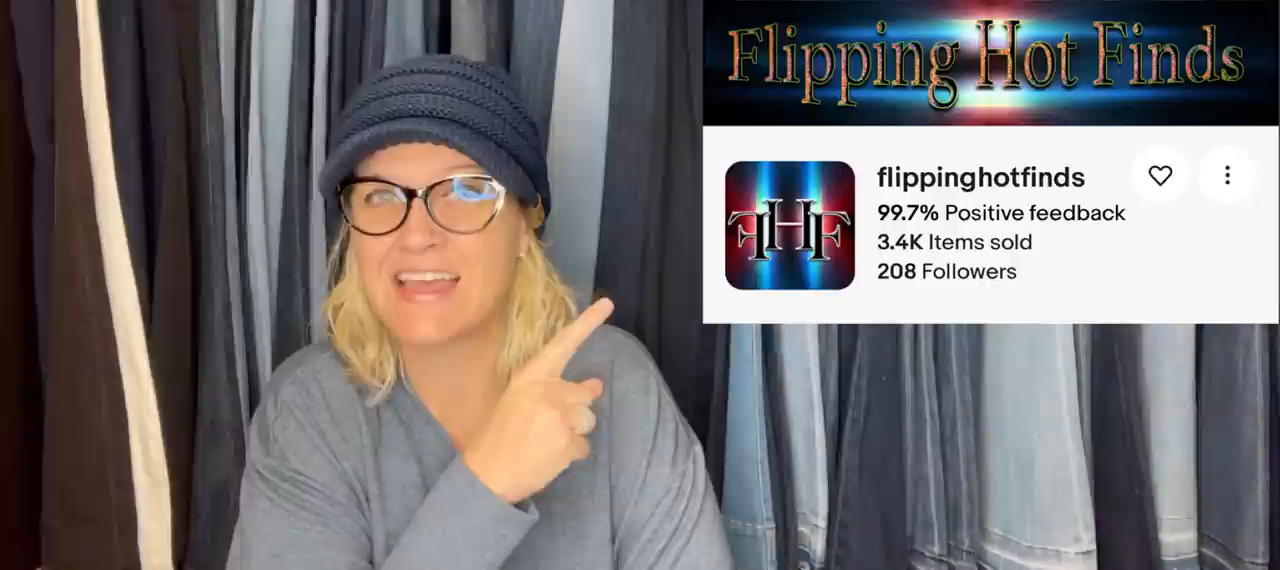 Flipping Hot Finds
FHF
flippinghotfinds
99.7% Positive feedback
3.4K Items sold
208 Followers